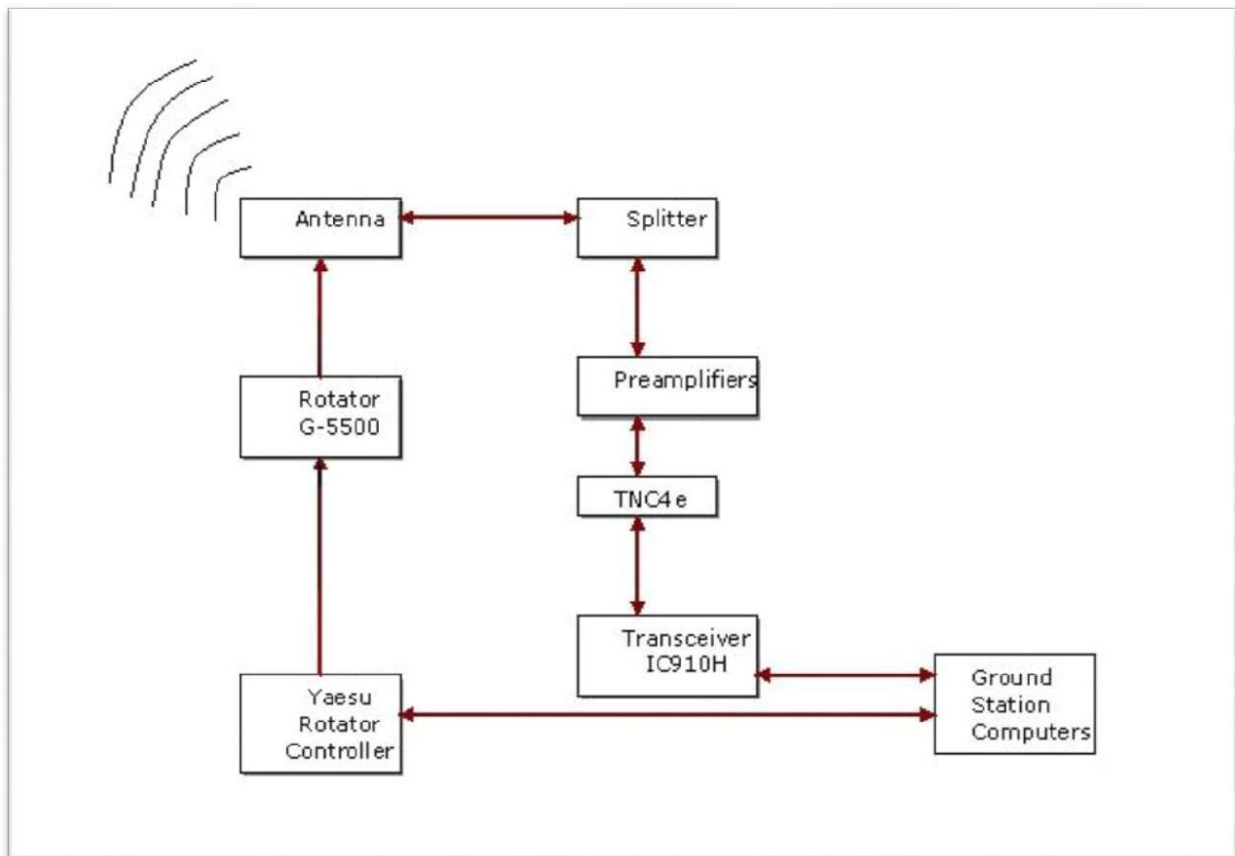 Antenna
Splitter
Preamplifiers
Rotator
G-5500
TNC4e
Transceiver
IC910H
Ground
Station
Computers
Yaesu
Rotator
Controller